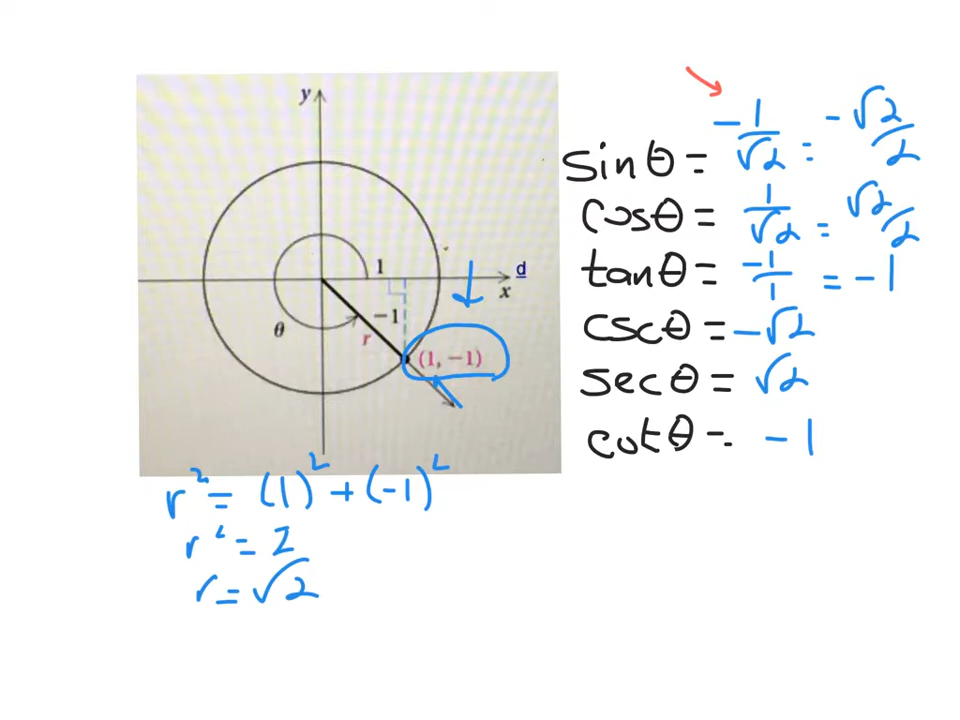 y
1
d
x
-1
θ
r
(1, -1)
sinθ = -1/√2 = -√2/2
cosθ = 1/√2 = √2/2
tanθ = -1/1 = -1
cscθ = -√2
secθ = √2
cotθ = -1
r² = (1)² + (-1)²
r² = 2
r = √2